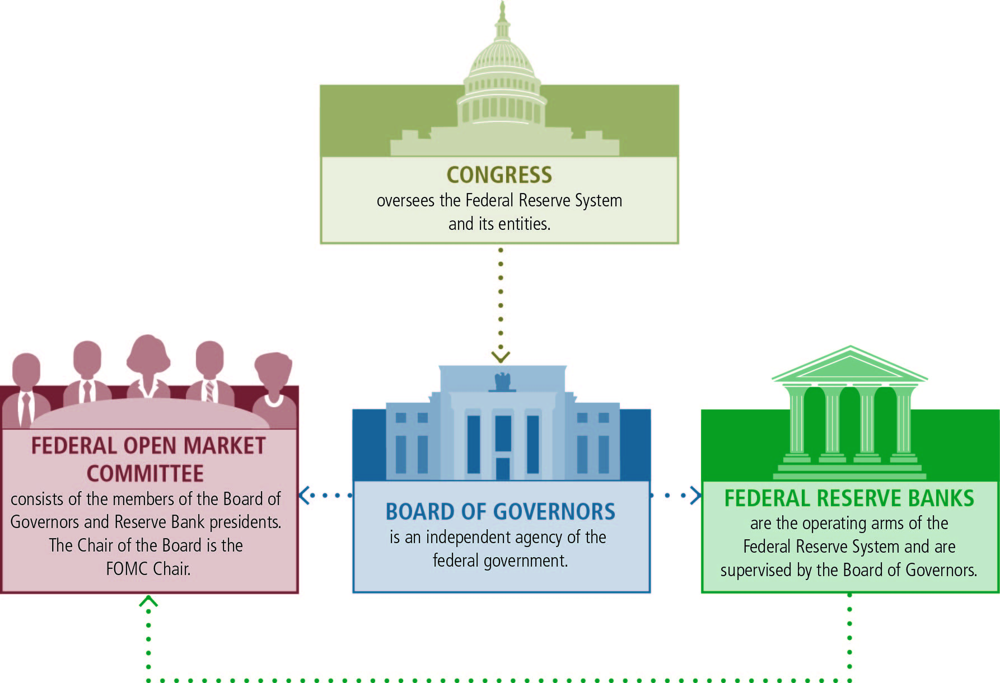 CONGRESS
oversees the Federal Reserve System
and its entities.
FEDERAL OPEN MARKET
COMMITTEE
consists of the members of the Board of
Governors and Reserve Bank presidents.
The Chair of the Board is the
FOMC Chair.
BOARD OF GOVERNORS
is an independent agency of the
federal government.
FEDERAL RESERVE BANKS
are the operating arms of the
Federal Reserve System and are
supervised by the Board of Governors.